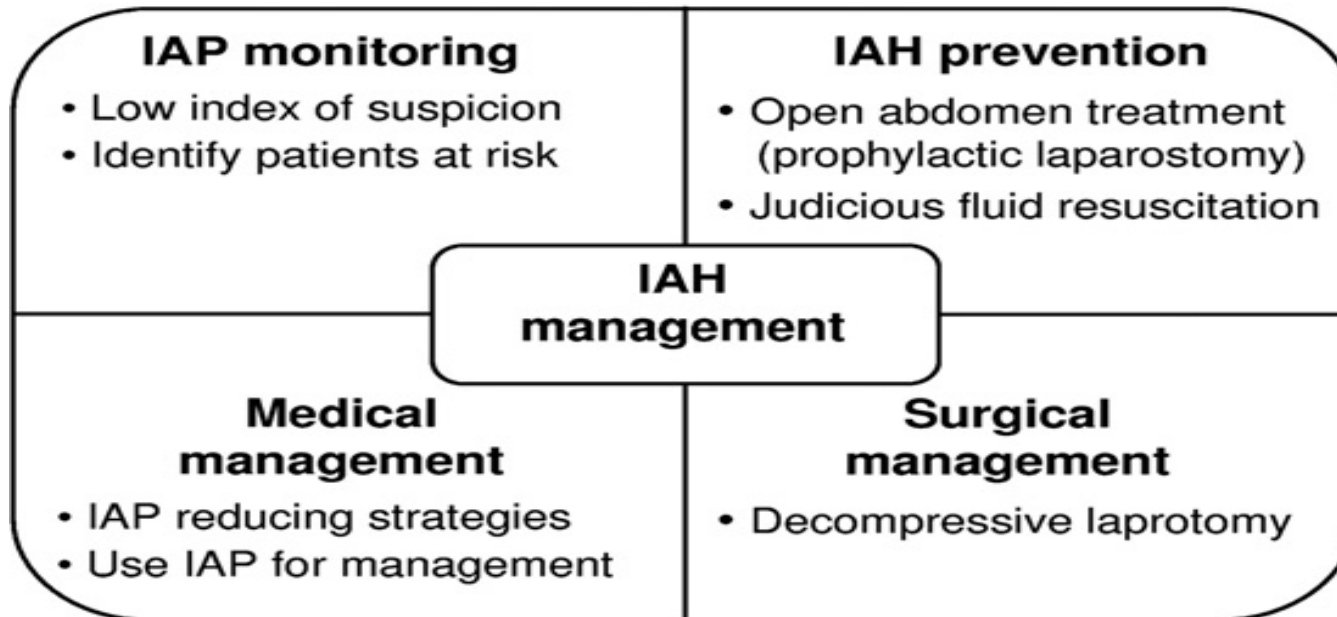 IAP monitoring
• Low index of suspicion
• Identify patients at risk
IAH prevention
• Open abdomen treatment
(prophylactic laparostomy)
• Judicious fluid resuscitation
IAH
management
Medical
management
• IAP reducing strategies
• Use IAP for management
Surgical
management
• Decompressive laprotomy